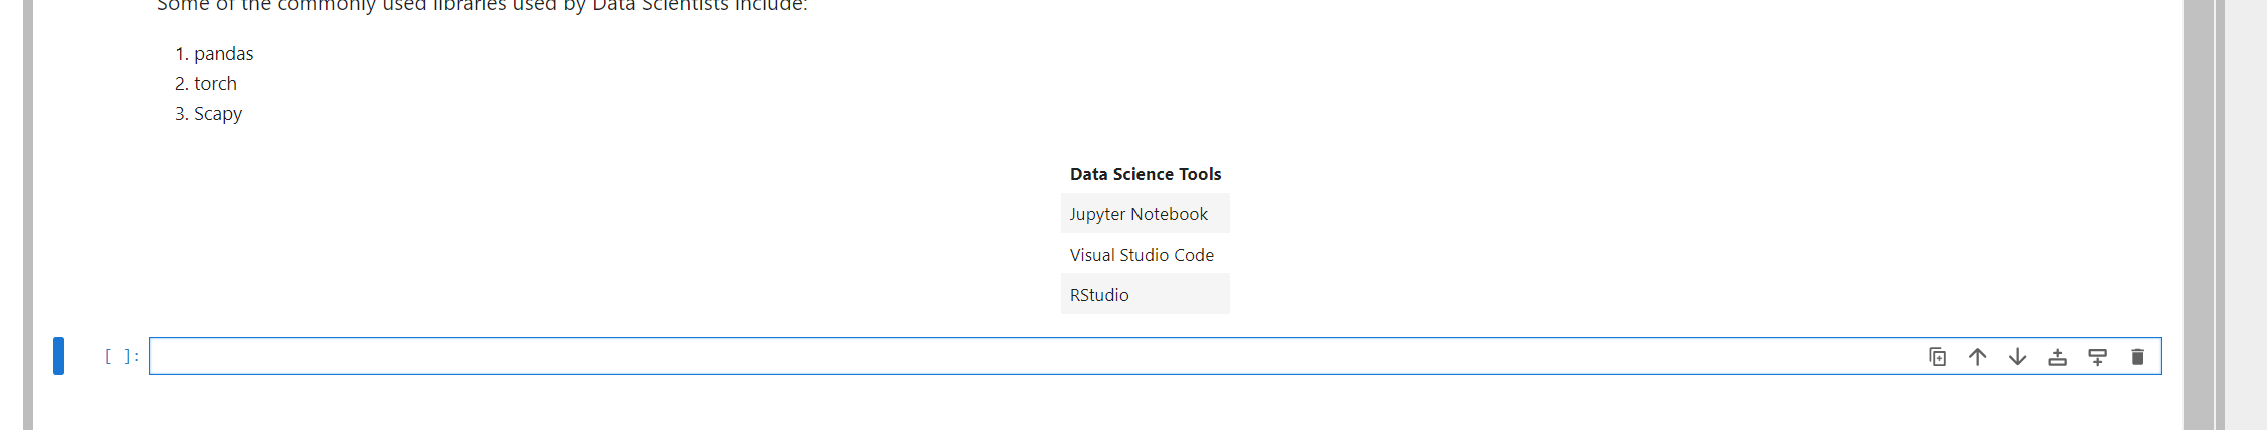 Some of the commonly used libraries used by Data Scientists include:
1. pandas
2. torch
3. Scapy
Data Science Tools
Jupyter Notebook
Visual Studio Code
RStudio
[ ]: